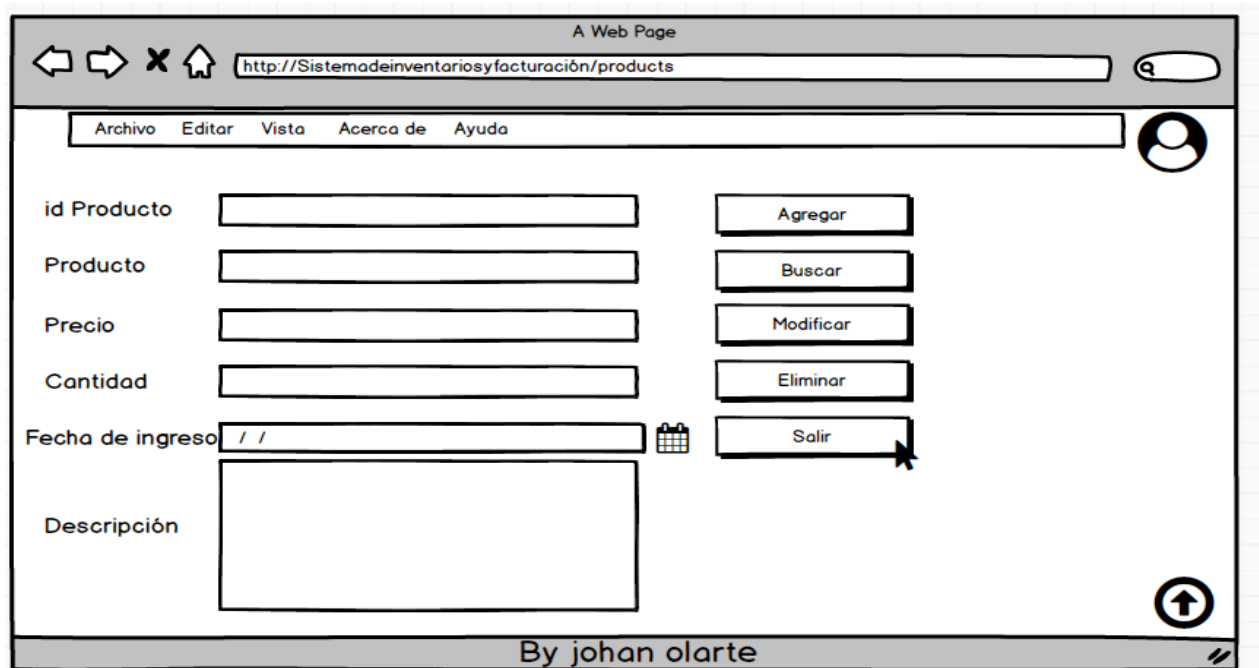 A Web Page
http://Sistemadeinventariosyfacturación/products
Archivo Editar Vista Acerca de Ayuda
id Producto
Agregar
Producto
Buscar
Precio
Modificar
Cantidad
Eliminar
Fecha de ingreso / /
Salir
Descripción
By johan olarte